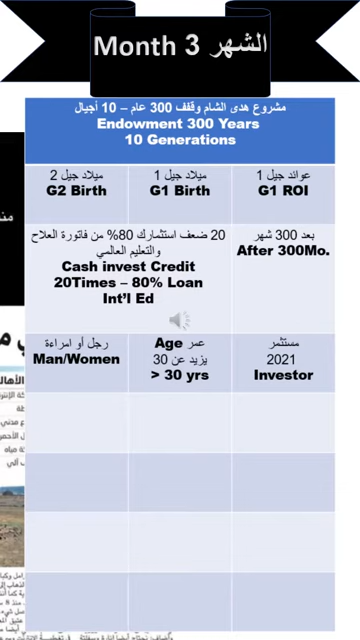 Month 3 الشهر
مشروع هدى الشام وقف 300 عام – 10 أجيال
Endowment 300 Years
10 Generations
ميلاد جيل 2
G2 Birth
ميلاد جيل 1
G1 Birth
عوائد جيل 1
G1 ROI
20 ضعف استثمارك 80% من فاتورة العلاج
والتعليم العالمي
Cash invest Credit
20Times – 80% Loan
Int'l Ed
بعد 300 شهر
After 300Mo.
رجل أو امراءة
Man/Women
عمر Age
يزيد عن 30
> 30 yrs
مستثمر
2021
Investor